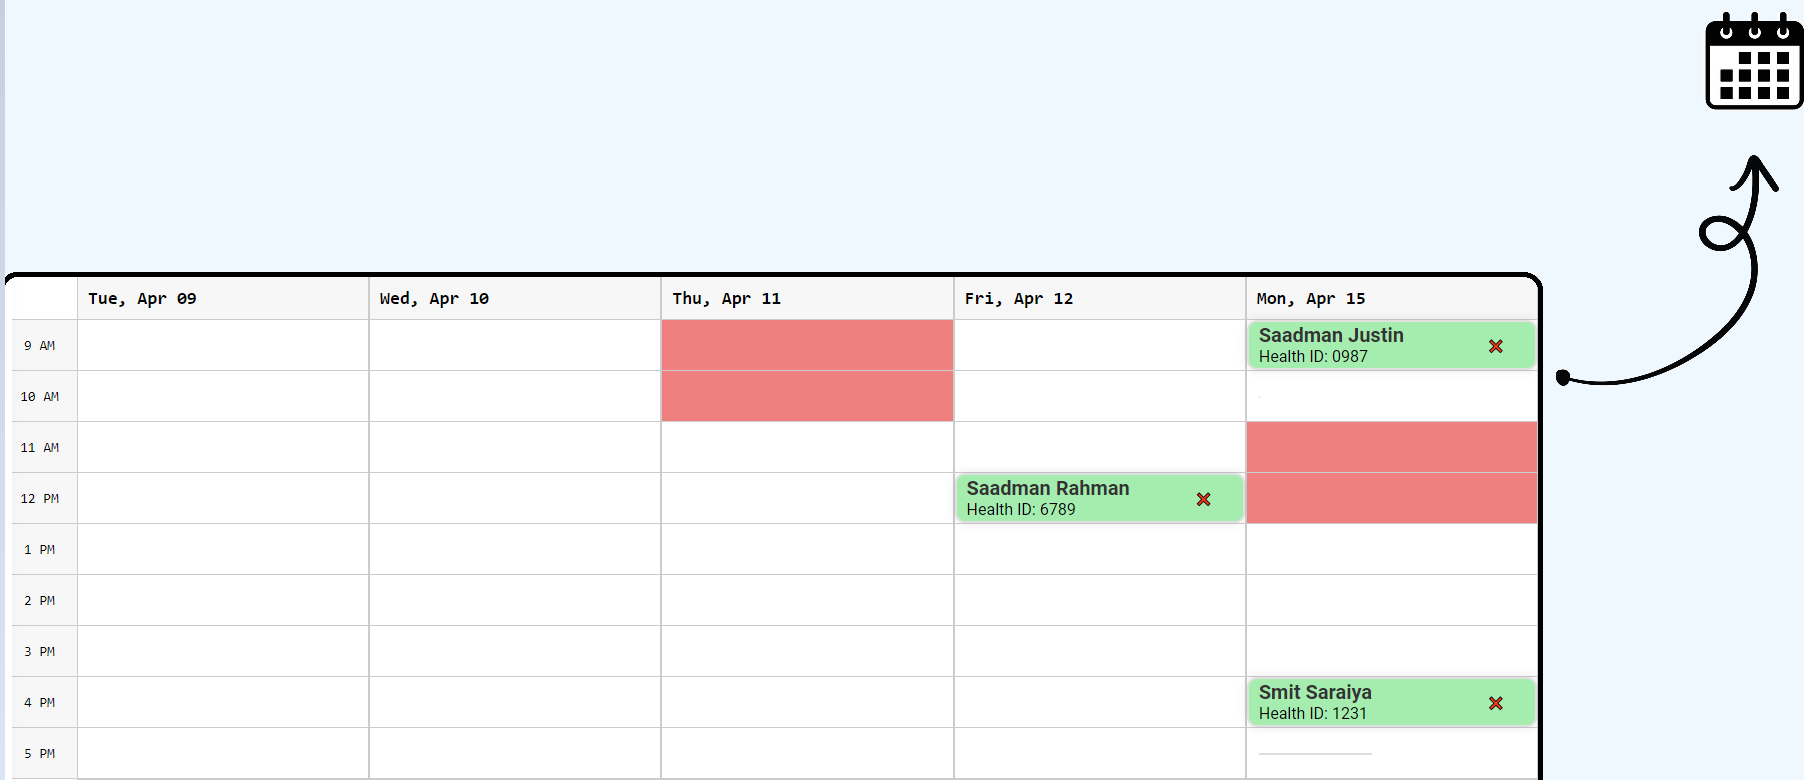 Tue, Apr 09 Wed, Apr 10 Thu, Apr 11 Fri, Apr 12 Mon, Apr 15
9 AM
Saadman Justin
Health ID: 0987
10 AM
11 AM
12 PM
Saadman Rahman
Health ID: 6789
1 PM
2 PM
3 PM
4 PM
Smit Saraiya
Health ID: 1231
5 PM